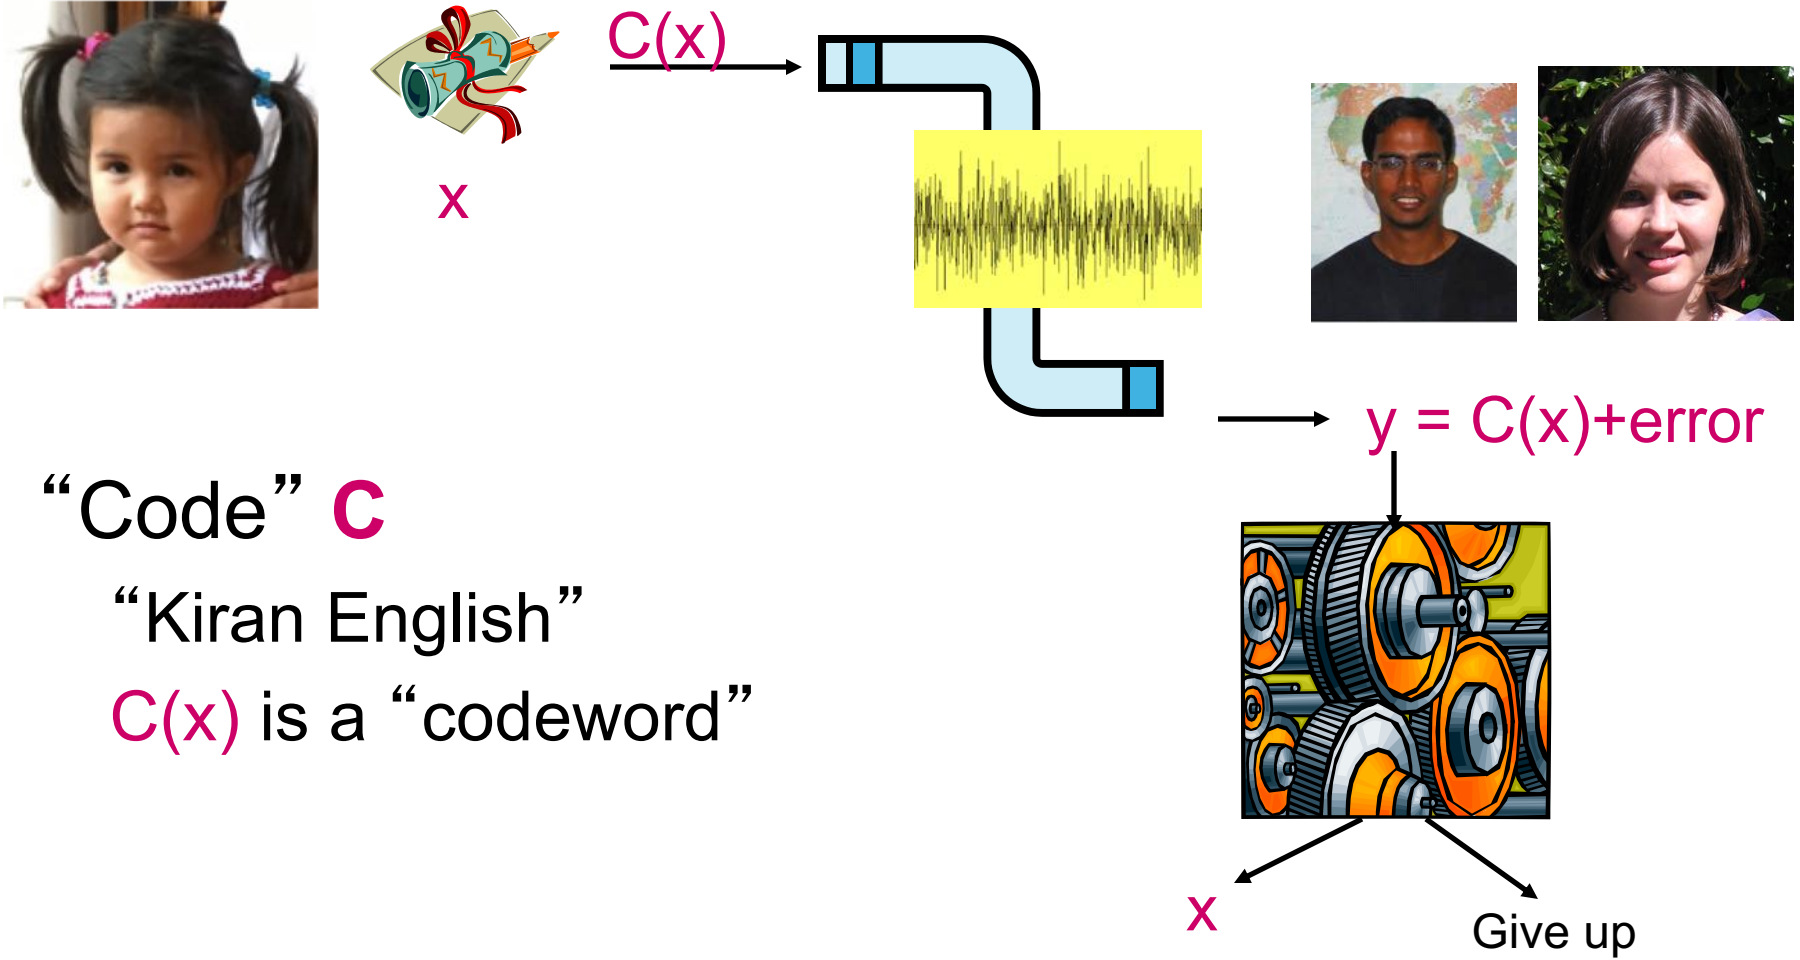 C(x)
x
y = C(x)+error
“Code” C
“Kiran English”
C(x) is a “codeword”
x
Give up